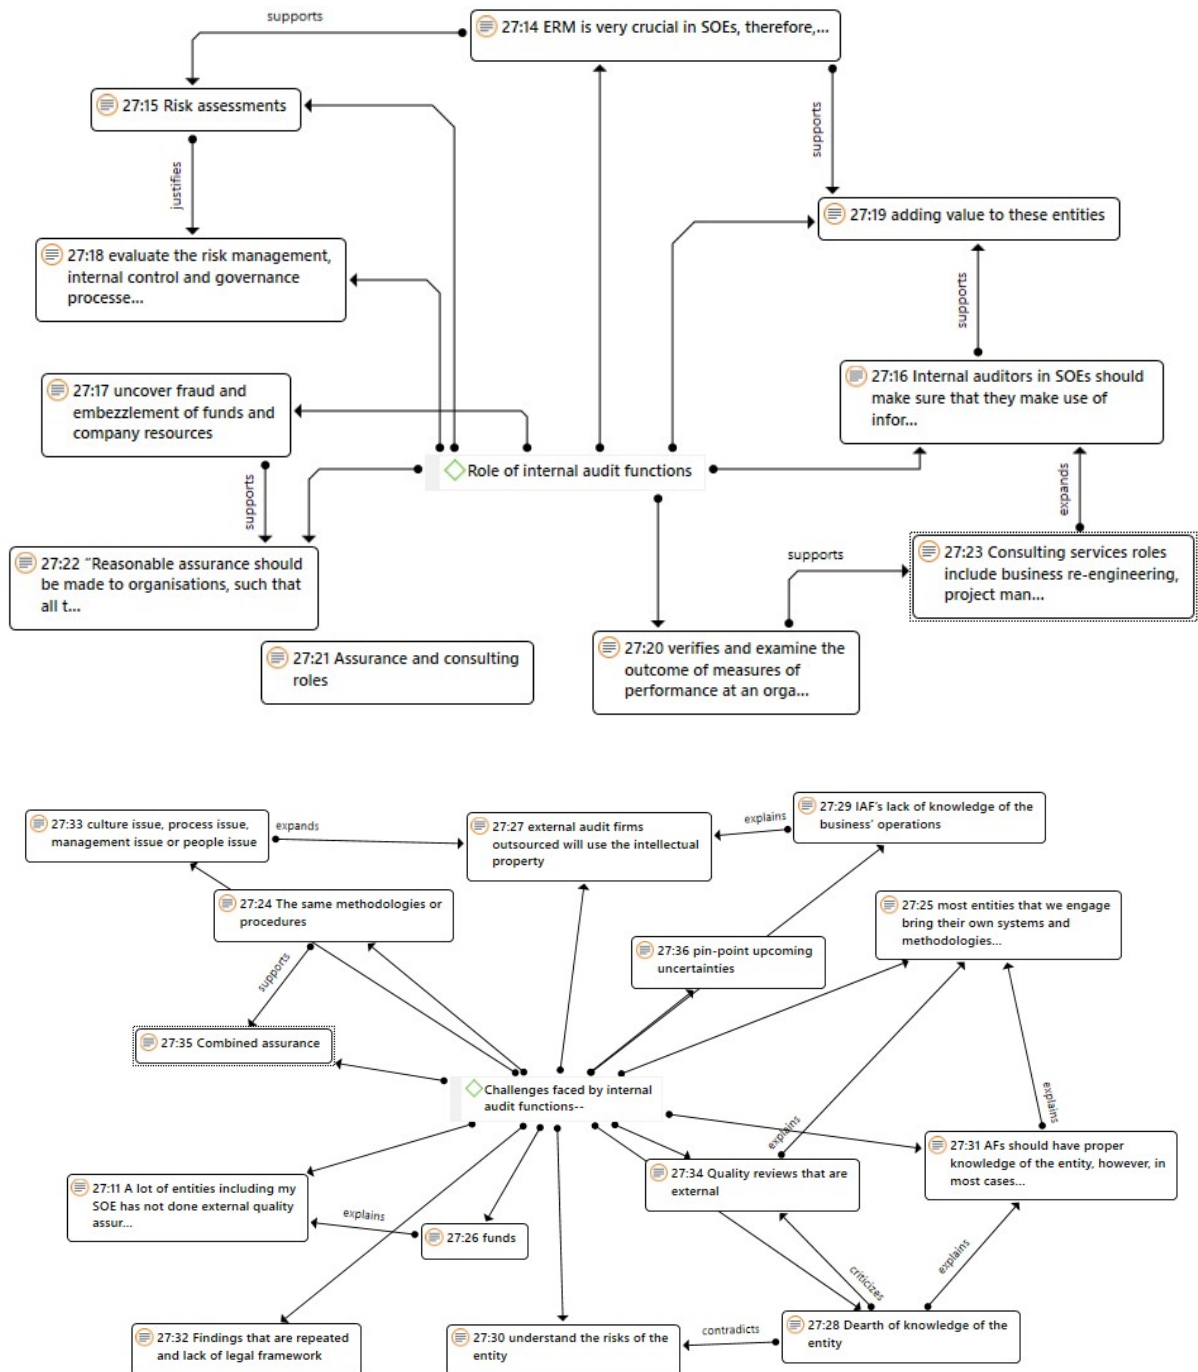 supports
27:14 ERM is very crucial in SOEs, therefore,...
27:15 Risk assessments
supports
justifies
27:19 adding value to these entities
27:18 evaluate the risk management,
internal control and governance
processe...
supports
27:16 Internal auditors in SOEs should
make sure that they make use of
infor...
27:17 uncover fraud and
embezzlement of funds and
company resources
Role of internal audit functions
supports
expands
27:22 "Reasonable assurance should
be made to organisations, such that
all t...
supports
27:23 Consulting services roles
include business re-engineering,
project man...
27:21 Assurance and consulting
roles
27:20 verifies and examine the
outcome of measures of
performance at an orga...
27:33 culture issue, process issue,
management issue or people issue
expands
27:27 external audit firms
outsourced will use the intellectual
property
explains
27:29 IAF's lack of knowledge of the
business' operations
27:24 The same methodologies or
procedures
27:25 most entities that we engage
bring their own systems and
methodologies...
27:36 pin-point upcoming
uncertainties
supports
27:35 Combined assurance
Challenges faced by internal
audit functions--
explains
explains
27:31 AFs should have proper
knowledge of the entity, however, in
most cases...
27:34 Quality reviews that are
external
27:11 A lot of entities including my
SOE has not done external quality
assur...
explains
27:26 funds
criticizes
explains
27:32 Findings that are repeated
and lack of legal framework
27:30 understand the risks of the
entity
contradicts
27:28 Dearth of knowledge of the
entity